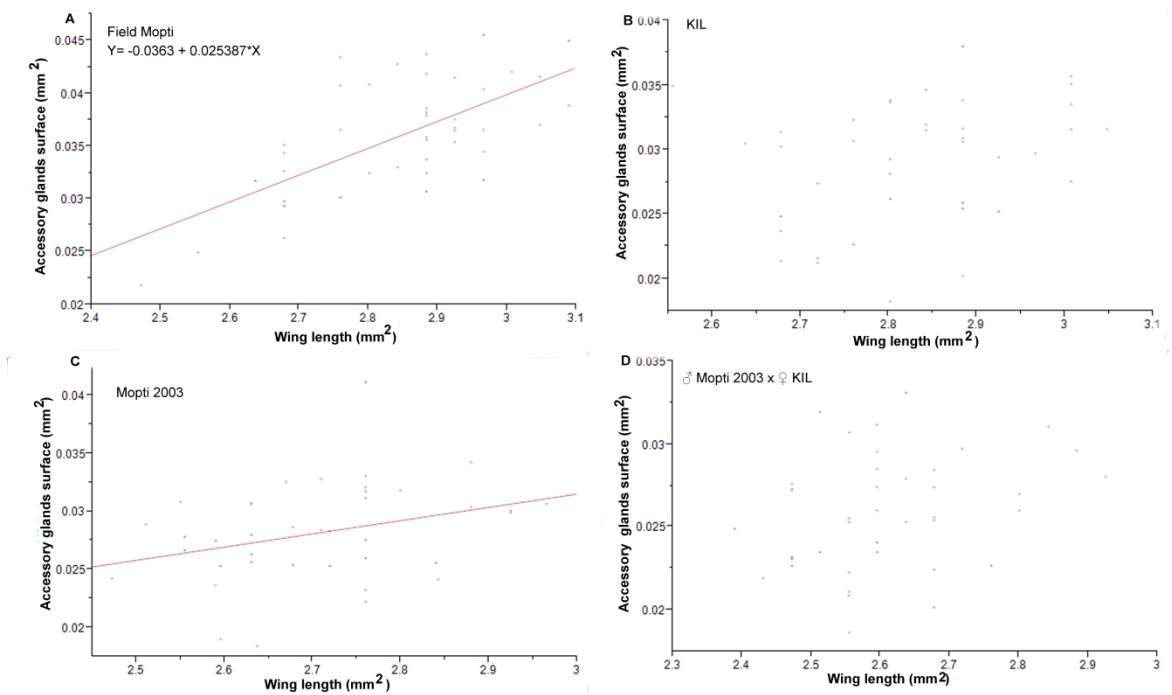 A
Field Mopti
Y= -0.0363 + 0.025387*X
Accessory glands surface (mm²)
0.045
0.04
0.035
0.03
0.025
0.02
2.4 2.5 2.6 2.7 2.8 2.9 3 3.1
Wing length (mm²)
B
KIL
Accessory glands surface (mm²)
0.04
0.035
0.03
0.025
0.02
2.6 2.7 2.8 2.9 3 3.1
Wing length (mm²)
C
Mopti 2003
Accessory glands surface (mm²)
0.04
0.035
0.03
0.025
0.02
2.5 2.6 2.7 2.8 2.9 3
Wing length (mm²)
D
♂ Mopti 2003 x ♀ KIL
Accessory glands surface (mm²)
0.035
0.03
0.025
0.02
2.3 2.4 2.5 2.6 2.7 2.8 2.9 3
Wing length (mm²)